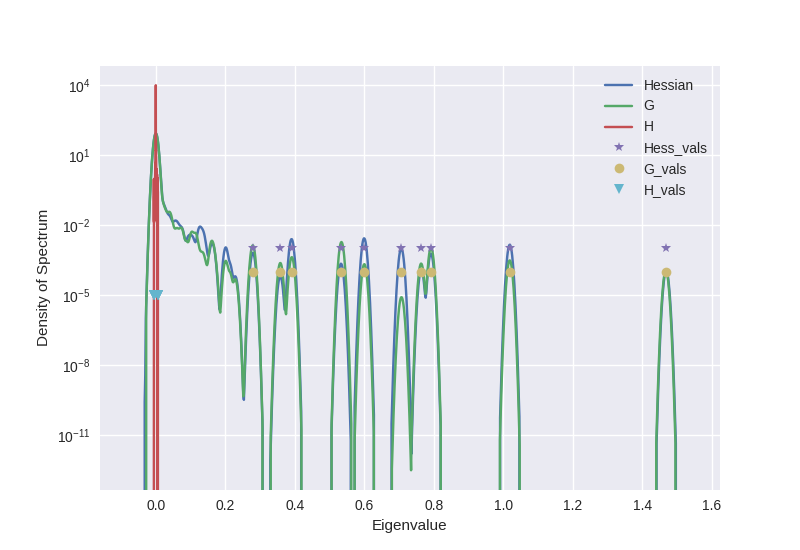 10^4
10^1
10^−2
10^−5
10^−8
10^−11
Density of Spectrum
Hessian
G
H
Hess_vals
G_vals
H_vals
0.0 0.2 0.4 0.6 0.8 1.0 1.2 1.4 1.6
Eigenvalue